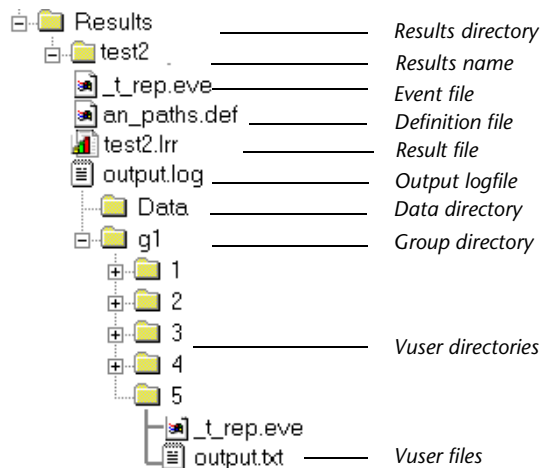 Results Results directory
test2 Results name
_t_rep.eve Event file
an_paths.def Definition file
test2.lrr Result file
output.log Output logfile
Data Data directory
g1 Group directory
1
2
3 Vuser directories
4
5
_t_rep.eve
output.txt Vuser files